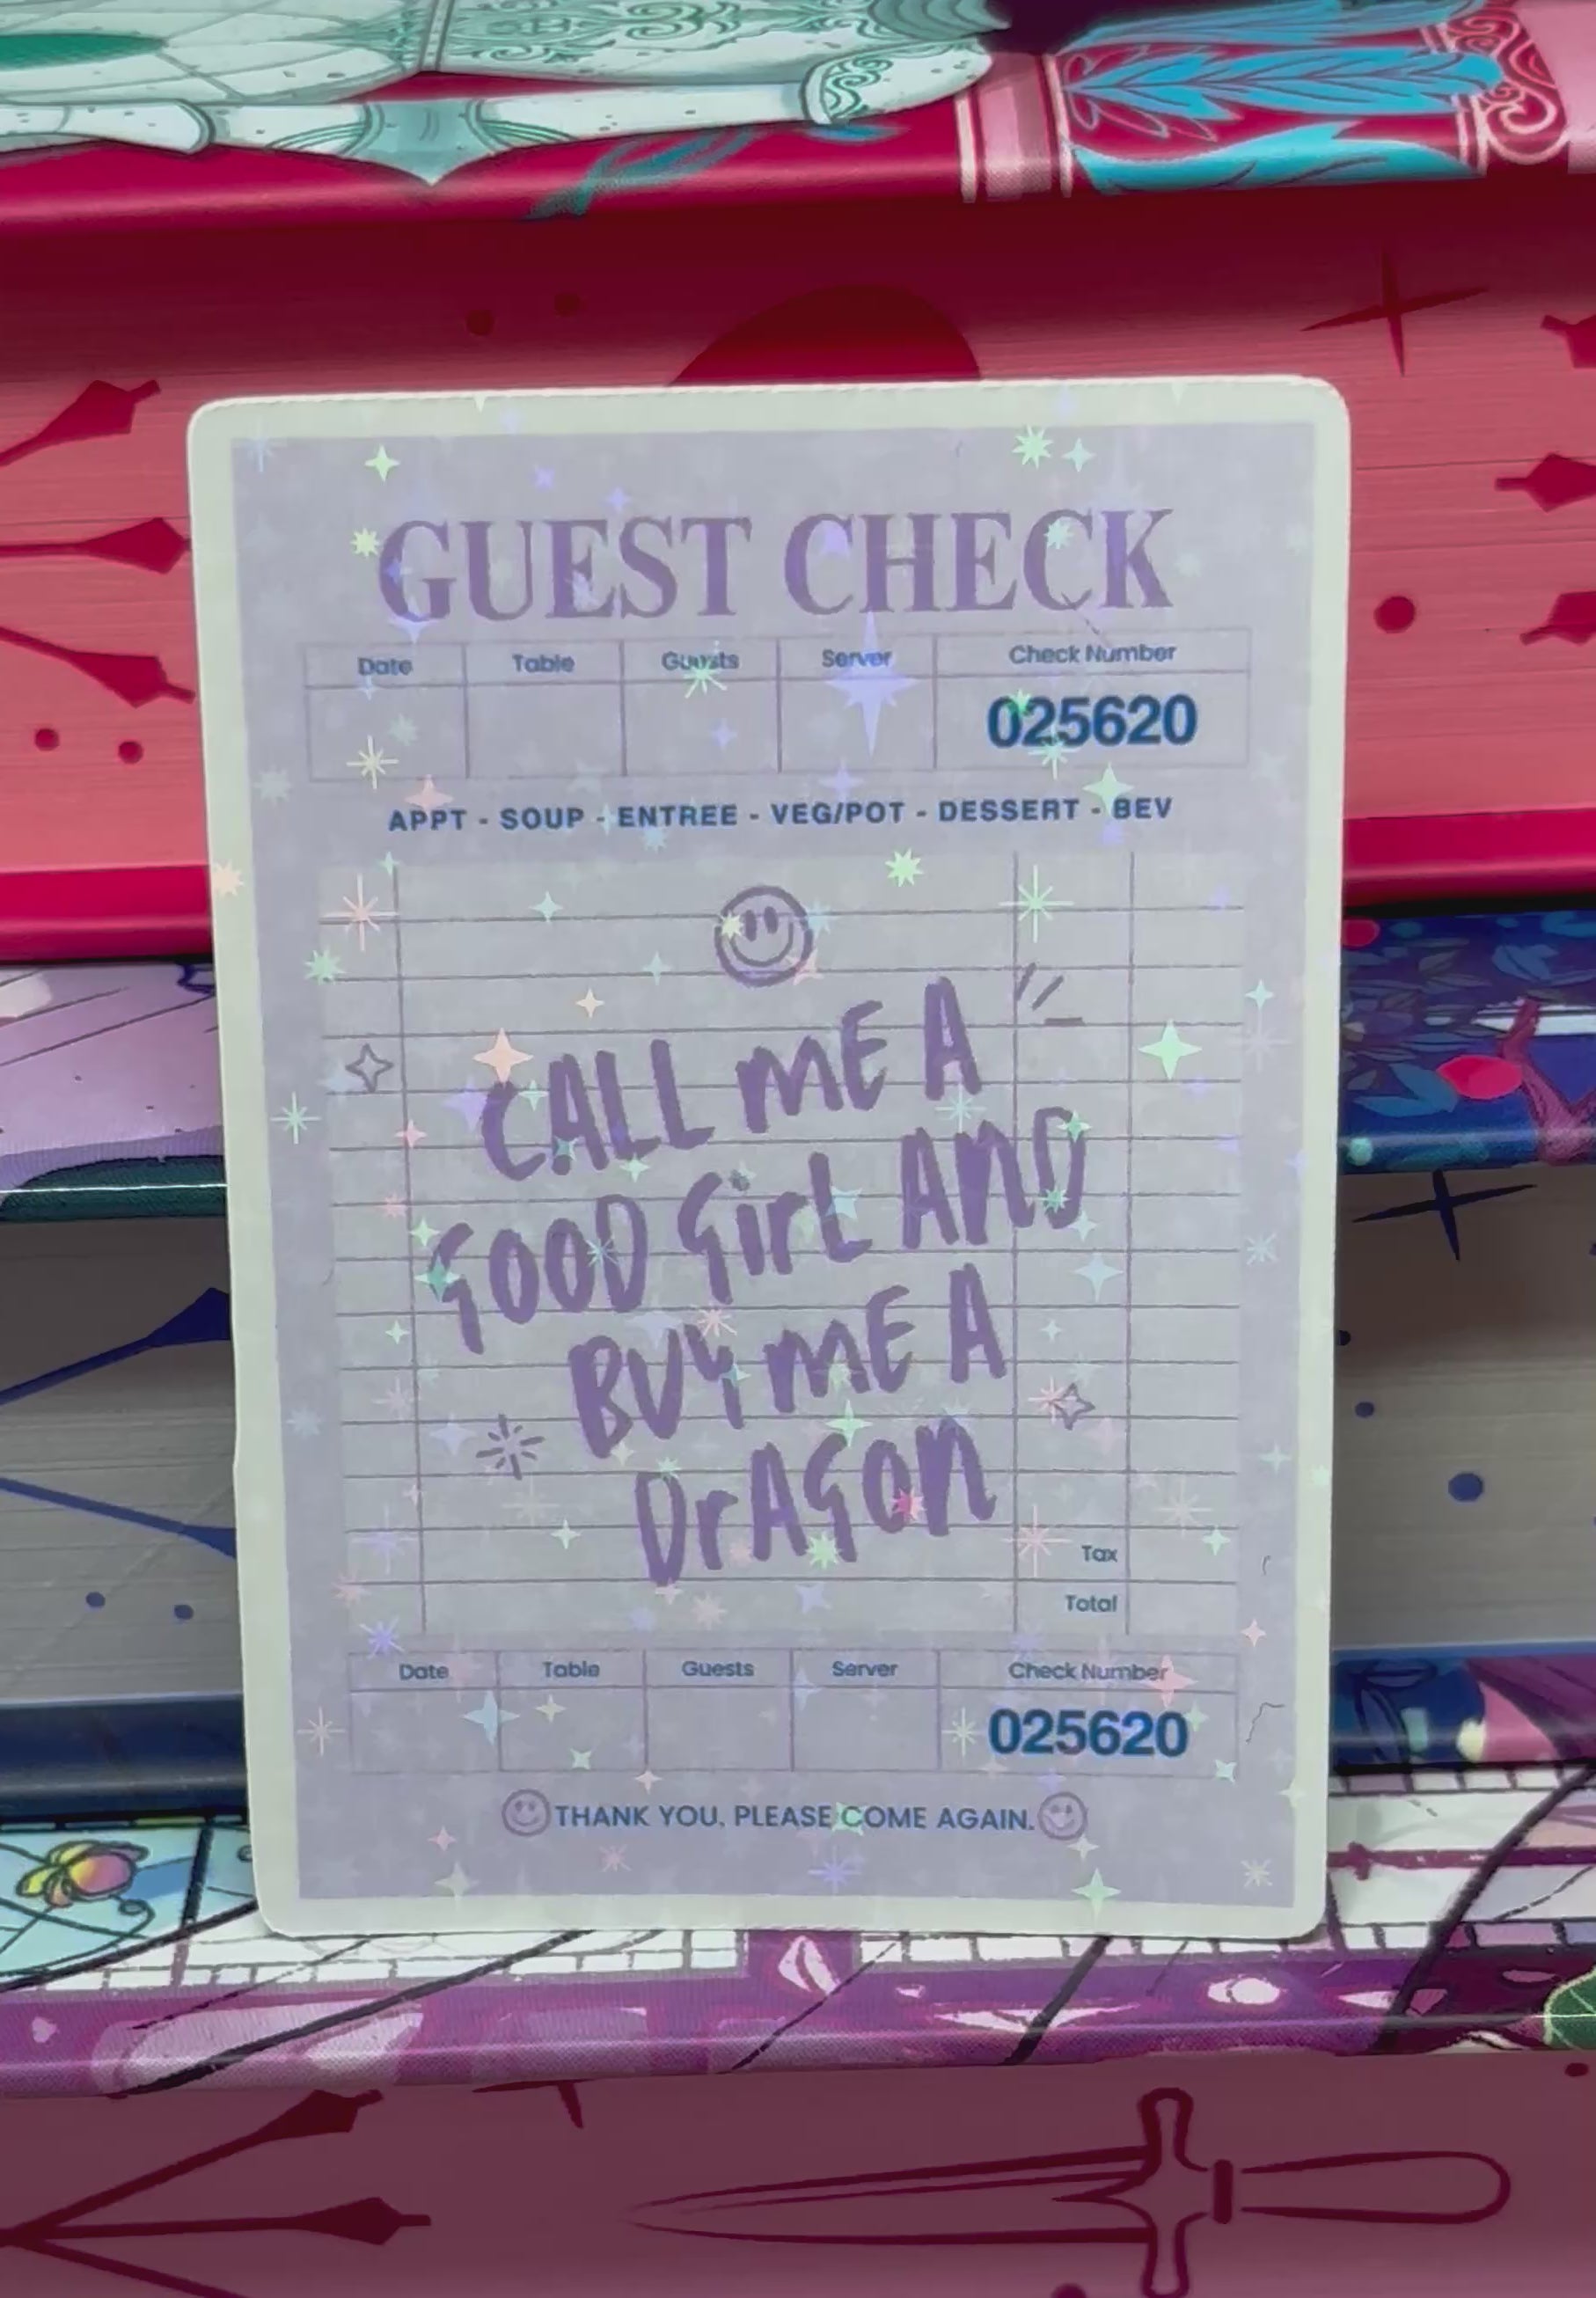 GUEST CHECK
Date Table Guests Server Check Number
025620
APPT - SOUP - ENTREE - VEG/POT - DESSERT - BEV
CALL ME A
GOOD GirL AND
BUY ME A
DrAGON
Tax
Total
Date Table Guests Server Check Number
025620
THANK YOU, PLEASE COME AGAIN.